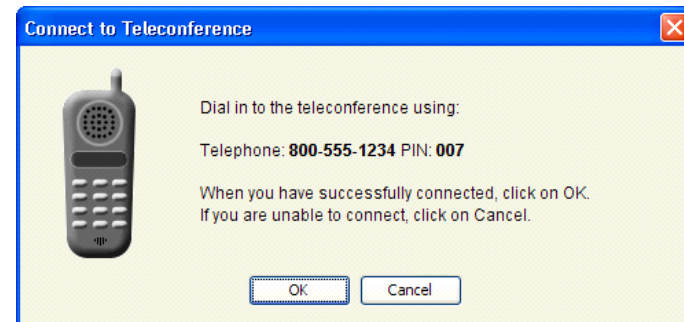 Connect to Teleconference
Dial in to the teleconference using:
Telephone: 800-555-1234 PIN: 007
When you have successfully connected, click on OK.
If you are unable to connect, click on Cancel.
OK
Cancel